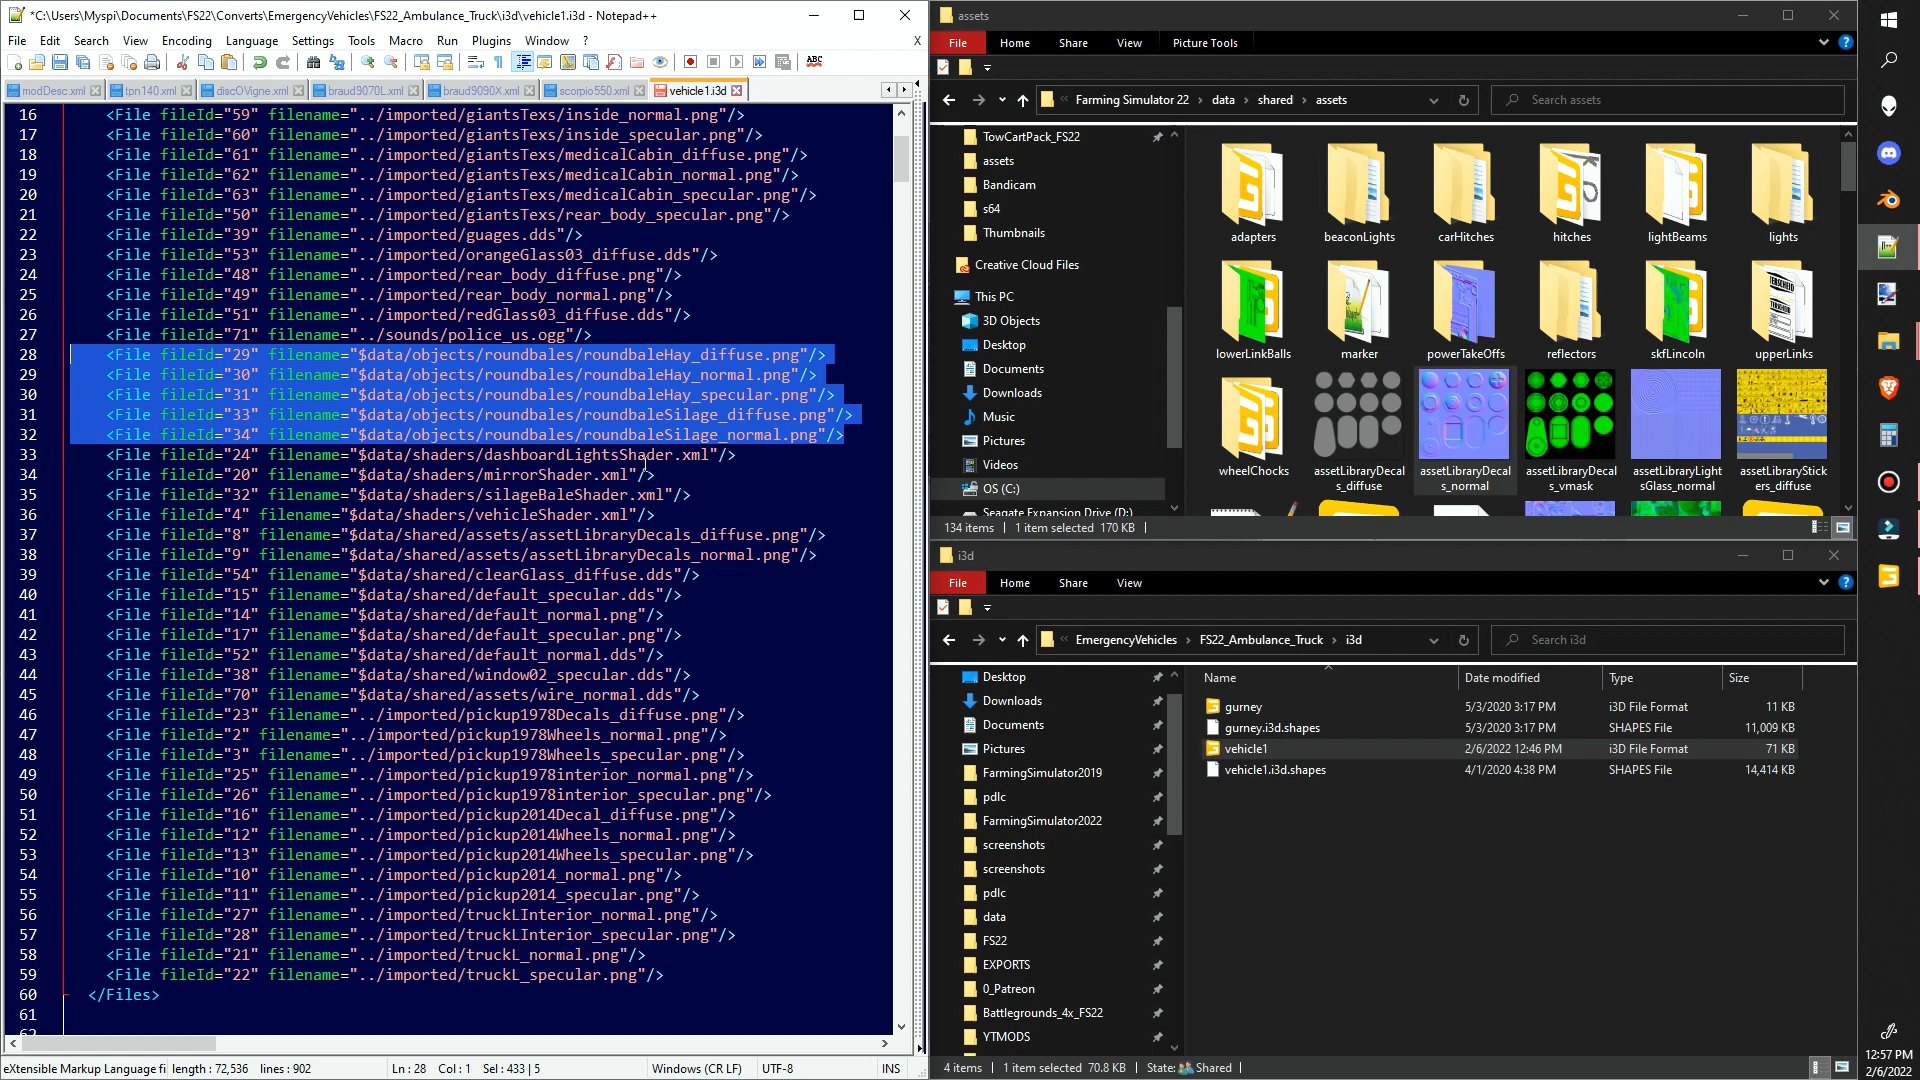 *C:\Users\Myspi\Documents\FS22\Converts\EmergencyVehicles\FS22_Ambulance_Truck\i3d\vehicle1.i3d - Notepad++
File Edit Search View Encoding Language Settings Tools Macro Run Plugins Window ? X
ABC
modDesc.xml tpn140.xml discOVigne.xml braud9070L.xml braud9090X.xml scorpio550.xml vehicle1.i3d
16 <File fileId="59" filename="../imported/giantsTexs/inside_normal.png"/>
17 <File fileId="60" filename="../imported/giantsTexs/inside_specular.png"/>
18 <File fileId="61" filename="../imported/giantsTexs/medicalCabin_diffuse.png"/>
19 <File fileId="62" filename="../imported/giantsTexs/medicalCabin_normal.png"/>
20 <File fileId="63" filename="../imported/giantsTexs/medicalCabin_specular.png"/>
21 <File fileId="50" filename="../imported/giantsTexs/rear_body_specular.png"/>
22 <File fileId="39" filename="../imported/guages.dds"/>
23 <File fileId="53" filename="../imported/orangeGlass03_diffuse.dds"/>
24 <File fileId="48" filename="../imported/rear_body_diffuse.png"/>
25 <File fileId="49" filename="../imported/rear_body_normal.png"/>
26 <File fileId="51" filename="../imported/redGlass03_diffuse.dds"/>
27 <File fileId="71" filename="../sounds/police_us.ogg"/>
28 <File fileId="29" filename="$data/objects/roundbales/roundbaleHay_diffuse.png"/>
29 <File fileId="30" filename="$data/objects/roundbales/roundbaleHay_normal.png"/>
30 <File fileId="31" filename="$data/objects/roundbales/roundbaleHay_specular.png"/>
31 <File fileId="33" filename="$data/objects/roundbales/roundbaleSilage_diffuse.png"/>
32 <File fileId="34" filename="$data/objects/roundbales/roundbaleSilage_normal.png"/>
33 <File fileId="24" filename="$data/shaders/dashboardLightsShader.xml"/>
34 <File fileId="20" filename="$data/shaders/mirrorShader.xml"/>
35 <File fileId="32" filename="$data/shaders/silageBaleShader.xml"/>
36 <File fileId="4" filename="$data/shaders/vehicleShader.xml"/>
37 <File fileId="8" filename="$data/shared/assets/assetLibraryDecals_diffuse.png"/>
38 <File fileId="9" filename="$data/shared/assets/assetLibraryDecals_normal.png"/>
39 <File fileId="54" filename="$data/shared/clearGlass_diffuse.dds"/>
40 <File fileId="15" filename="$data/shared/default_specular.dds"/>
41 <File fileId="14" filename="$data/shared/default_normal.png"/>
42 <File fileId="17" filename="$data/shared/default_specular.png"/>
43 <File fileId="52" filename="$data/shared/default_normal.dds"/>
44 <File fileId="38" filename="$data/shared/window02_specular.dds"/>
45 <File fileId="70" filename="$data/shared/assets/wire_normal.dds"/>
46 <File fileId="23" filename="../imported/pickup1978Decals_diffuse.png"/>
47 <File fileId="2" filename="../imported/pickup1978Wheels_normal.png"/>
48 <File fileId="3" filename="../imported/pickup1978Wheels_specular.png"/>
49 <File fileId="25" filename="../imported/pickup1978interior_normal.png"/>
50 <File fileId="26" filename="../imported/pickup1978interior_specular.png"/>
51 <File fileId="16" filename="../imported/pickup2014Decal_diffuse.png"/>
52 <File fileId="12" filename="../imported/pickup2014Wheels_normal.png"/>
53 <File fileId="13" filename="../imported/pickup2014Wheels_specular.png"/>
54 <File fileId="10" filename="../imported/pickup2014_normal.png"/>
55 <File fileId="11" filename="../imported/pickup2014_specular.png"/>
56 <File fileId="27" filename="../imported/truckLInterior_normal.png"/>
57 <File fileId="28" filename="../imported/truckLInterior_specular.png"/>
58 <File fileId="21" filename="../imported/truckL_normal.png"/>
59 <File fileId="22" filename="../imported/truckL_specular.png"/>
60 </Files>
61
62
eXtensible Markup Language fi length : 72,536 lines : 902 Ln : 28 Col : 1 Sel : 433 | 5 Windows (CR LF) UTF-8 INS
assets
File Home Share View Picture Tools
Farming Simulator 22 data shared assets
Search assets
TowCartPack_FS22
assets
Bandicam
s64
Thumbnails
Creative Cloud Files
This PC
3D Objects
Desktop
Documents
Downloads
Music
Pictures
Videos
OS (C:)
Seagate Expansion Drive (D:)
adapters beaconLights carHitches hitches lightBeams lights
lowerLinkBalls marker powerTakeOffs reflectors skfLincoln upperLinks
wheelChocks
assetLibraryDecals_diffuse
assetLibraryDecals_normal
assetLibraryDecals_vmask
assetLibraryLightsGlass_normal
assetLibraryStickers_diffuse
134 items 1 item selected 170 KB
i3d
File Home Share View
EmergencyVehicles FS22_Ambulance_Truck i3d
Search i3d
Desktop
Downloads
Documents
Pictures
FarmingSimulator2019
pdlc
FarmingSimulator2022
screenshots
screenshots
pdlc
data
FS22
EXPORTS
0_Patreon
Battlegrounds_4x_FS22
YTMODS
Name Date modified Type Size
gurney 5/3/2020 3:17 PM i3D File Format 11 KB
gurney.i3d.shapes 5/3/2020 3:17 PM SHAPES File 11,009 KB
vehicle1 2/6/2022 12:46 PM i3D File Format 71 KB
vehicle1.i3d.shapes 4/1/2020 4:38 PM SHAPES File 14,414 KB
4 items 1 item selected 70.8 KB State: Shared
12:57 PM
2/6/2022